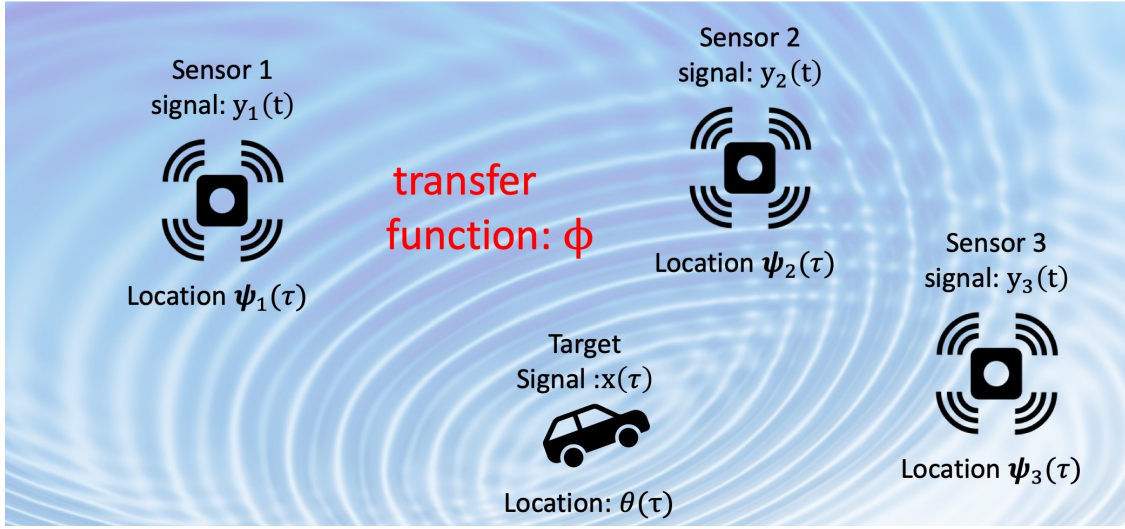 Sensor 1
signal: y₁(t)
Location 𝝍₁(𝜏)
transfer
function: ϕ
Sensor 2
signal: y₂(t)
Location 𝝍₂(𝜏)
Sensor 3
signal: y₃(t)
Location 𝝍₃(𝜏)
Target
Signal :x(𝜏)
Location: 𝜃(τ)